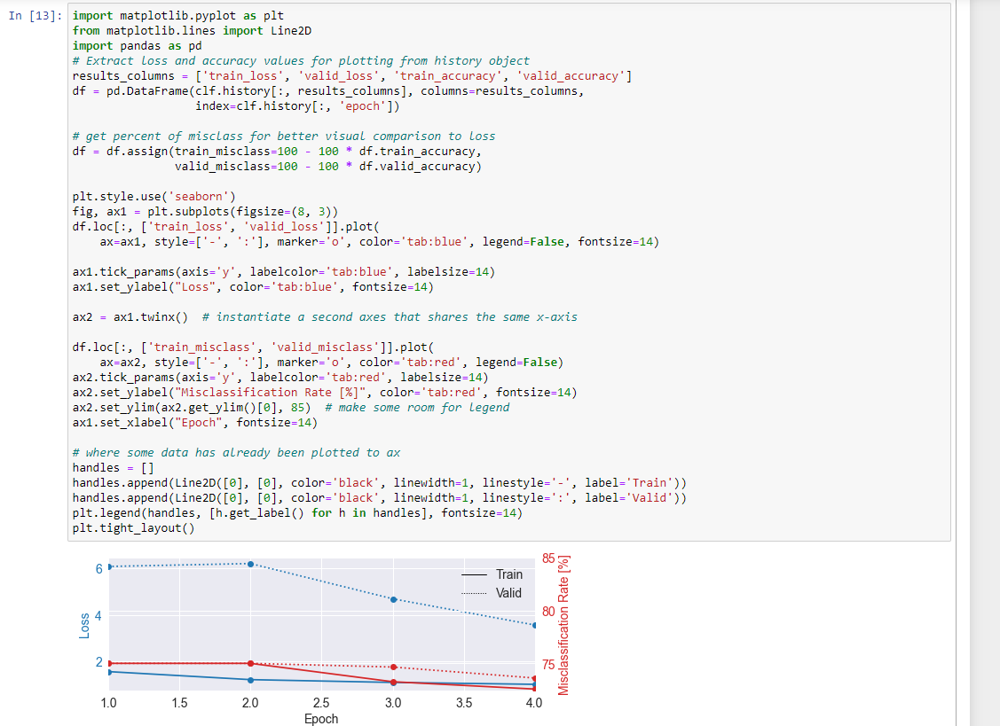 In [13]: import matplotlib.pyplot as plt
from matplotlib.lines import Line2D
import pandas as pd
# Extract loss and accuracy values for plotting from history object
results_columns = ['train_loss', 'valid_loss', 'train_accuracy', 'valid_accuracy']
df = pd.DataFrame(clf.history[:, results_columns], columns=results_columns,
                  index=clf.history[:, 'epoch'])

# get percent of misclass for better visual comparison to loss
df = df.assign(train_misclass=100 - 100 * df.train_accuracy,
               valid_misclass=100 - 100 * df.valid_accuracy)

plt.style.use('seaborn')
fig, ax1 = plt.subplots(figsize=(8, 3))
df.loc[:, ['train_loss', 'valid_loss']].plot(
    ax=ax1, style=['-', ':'], marker='o', color='tab:blue', legend=False, fontsize=14)

ax1.tick_params(axis='y', labelcolor='tab:blue', labelsize=14)
ax1.set_ylabel("Loss", color='tab:blue', fontsize=14)

ax2 = ax1.twinx()  # instantiate a second axes that shares the same x-axis

df.loc[:, ['train_misclass', 'valid_misclass']].plot(
    ax=ax2, style=['-', ':'], marker='o', color='tab:red', legend=False)
ax2.tick_params(axis='y', labelcolor='tab:red', labelsize=14)
ax2.set_ylabel("Misclassification Rate [%]", color='tab:red', fontsize=14)
ax2.set_ylim(ax2.get_ylim()[0], 85)  # make some room for legend
ax1.set_xlabel("Epoch", fontsize=14)

# where some data has already been plotted to ax
handles = []
handles.append(Line2D([0], [0], color='black', linewidth=1, linestyle='-', label='Train'))
handles.append(Line2D([0], [0], color='black', linewidth=1, linestyle=':', label='Valid'))
plt.legend(handles, [h.get_label() for h in handles], fontsize=14)
plt.tight_layout()
6
4
2
Loss
Train
Valid
85
80
75
Misclassification Rate [%]
1.0 1.5 2.0 2.5 3.0 3.5 4.0
Epoch